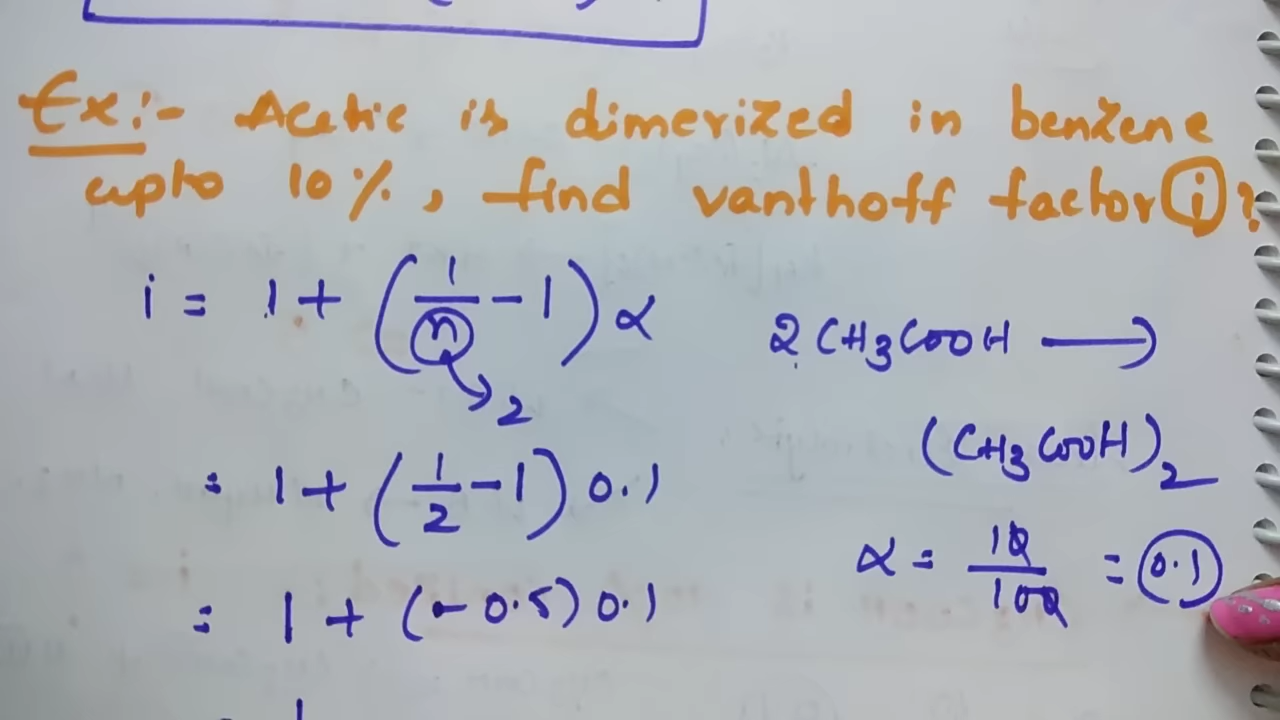 Ex:- Acetic is dimerized in benzene
upto 10%, find vanthoff factor i ?
i = 1 + (1/n - 1) α
2
2 CH3COOH ⟶
(CH3COOH)2
= 1 + (1/2 - 1) 0.1
α = 10/100 = 0.1
= 1 + (-0.5) 0.1